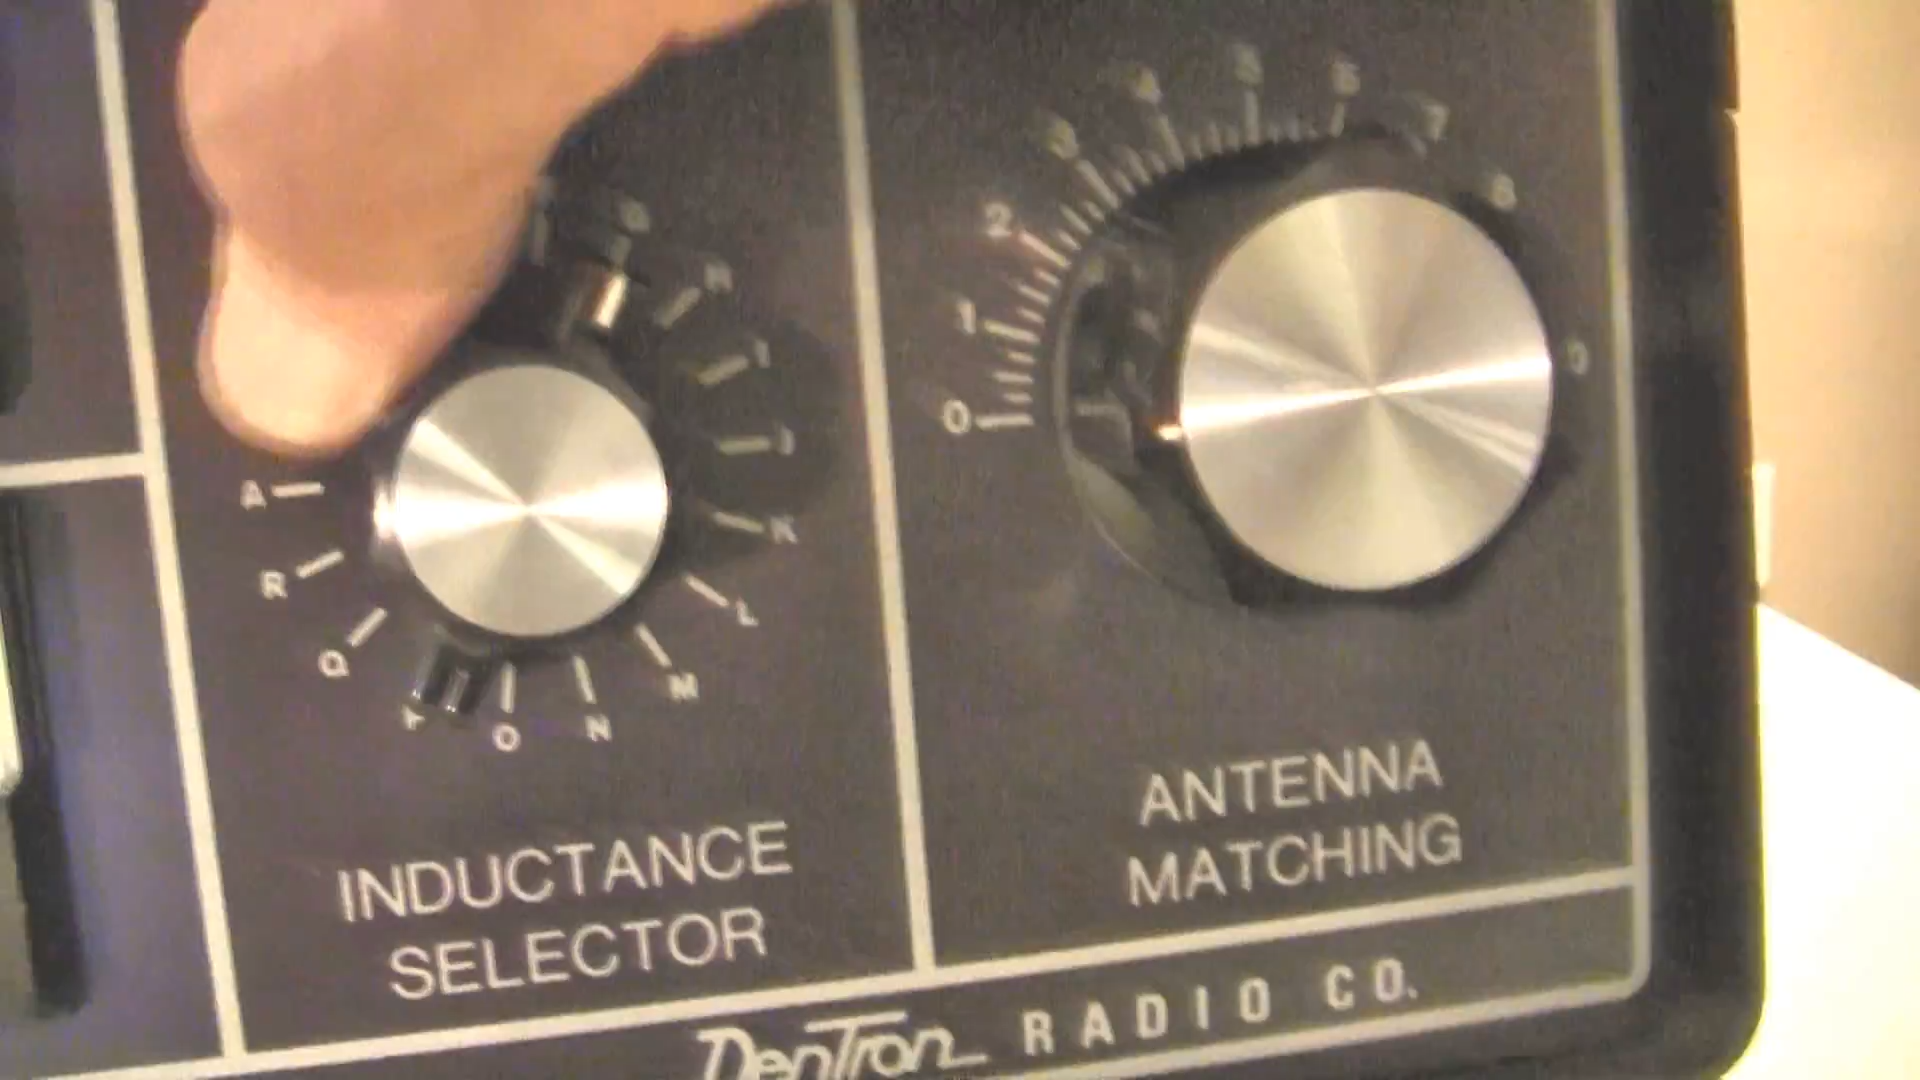 G
H
I
J
K
L
M
N
O
P
Q
R
A
INDUCTANCE
SELECTOR
0
1
2
3
4
5
6
7
8
ANTENNA
MATCHING
DenTron RADIO CO.